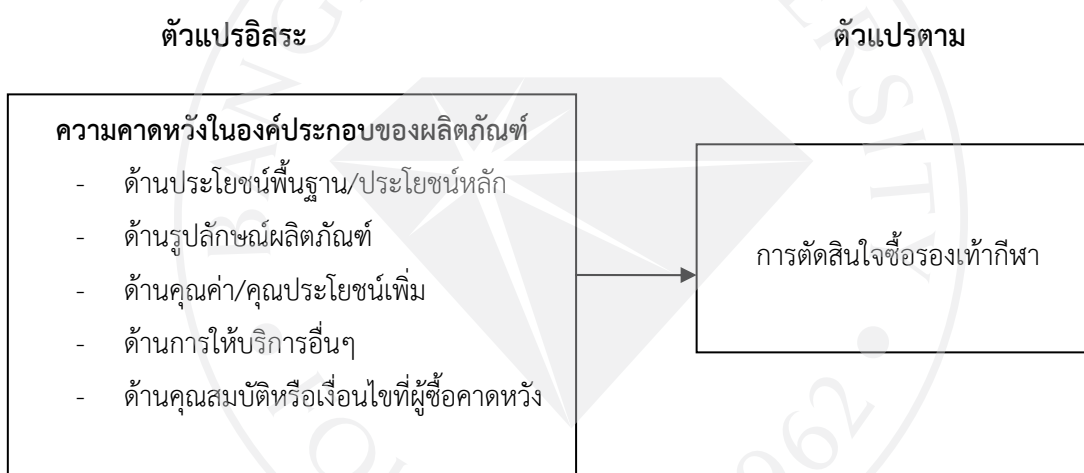 ตัวแปรอิสระ
ตัวแปรตาม
ความคาดหวังในองค์ประกอบของผลิตภัณฑ์
- ด้านประโยชน์พื้นฐาน/ประโยชน์หลัก
- ด้านรูปลักษณ์ผลิตภัณฑ์
- ด้านคุณค่า/คุณประโยชน์เพิ่ม
- ด้านการให้บริการอื่นๆ
- ด้านคุณสมบัติหรือเงื่อนไขที่ผู้ซื้อคาดหวัง
การตัดสินใจซื้อรองเท้ากีฬา